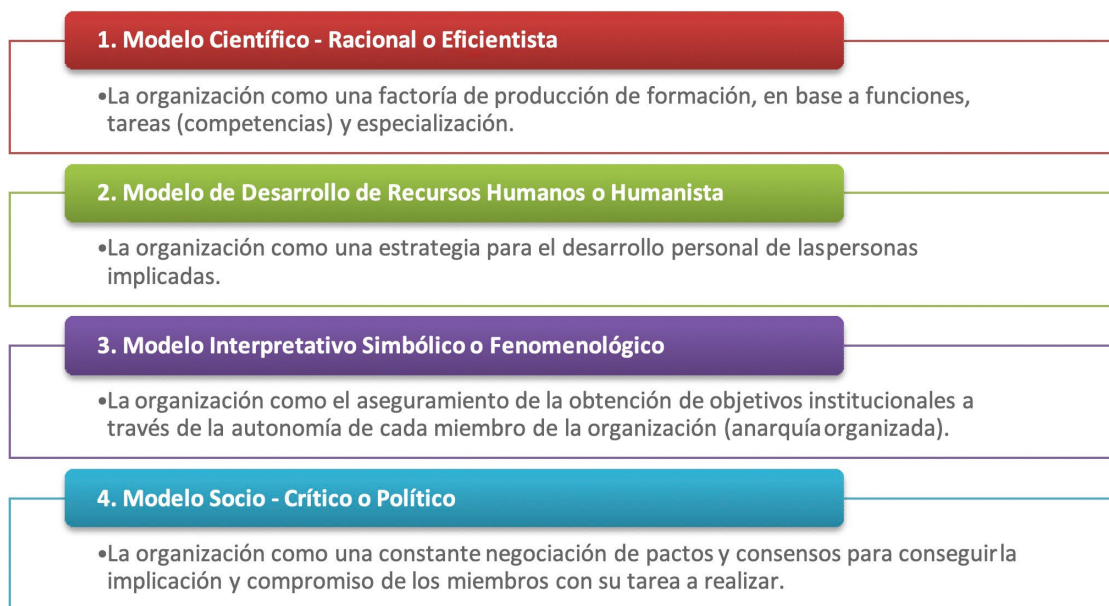 1. Modelo Científico - Racional o Eficientista
•La organización como una factoría de producción de formación, en base a funciones,
tareas (competencias) y especialización.
2. Modelo de Desarrollo de Recursos Humanos o Humanista
•La organización como una estrategia para el desarrollo personal de laspersonas
implicadas.
3. Modelo Interpretativo Simbólico o Fenomenológico
•La organización como el aseguramiento de la obtención de objetivos institucionales a
través de la autonomía de cada miembro de la organización (anarquía organizada).
4. Modelo Socio - Crítico o Político
•La organización como una constante negociación de pactos y consensos para conseguir la
implicación y compromiso de los miembros con su tarea a realizar.